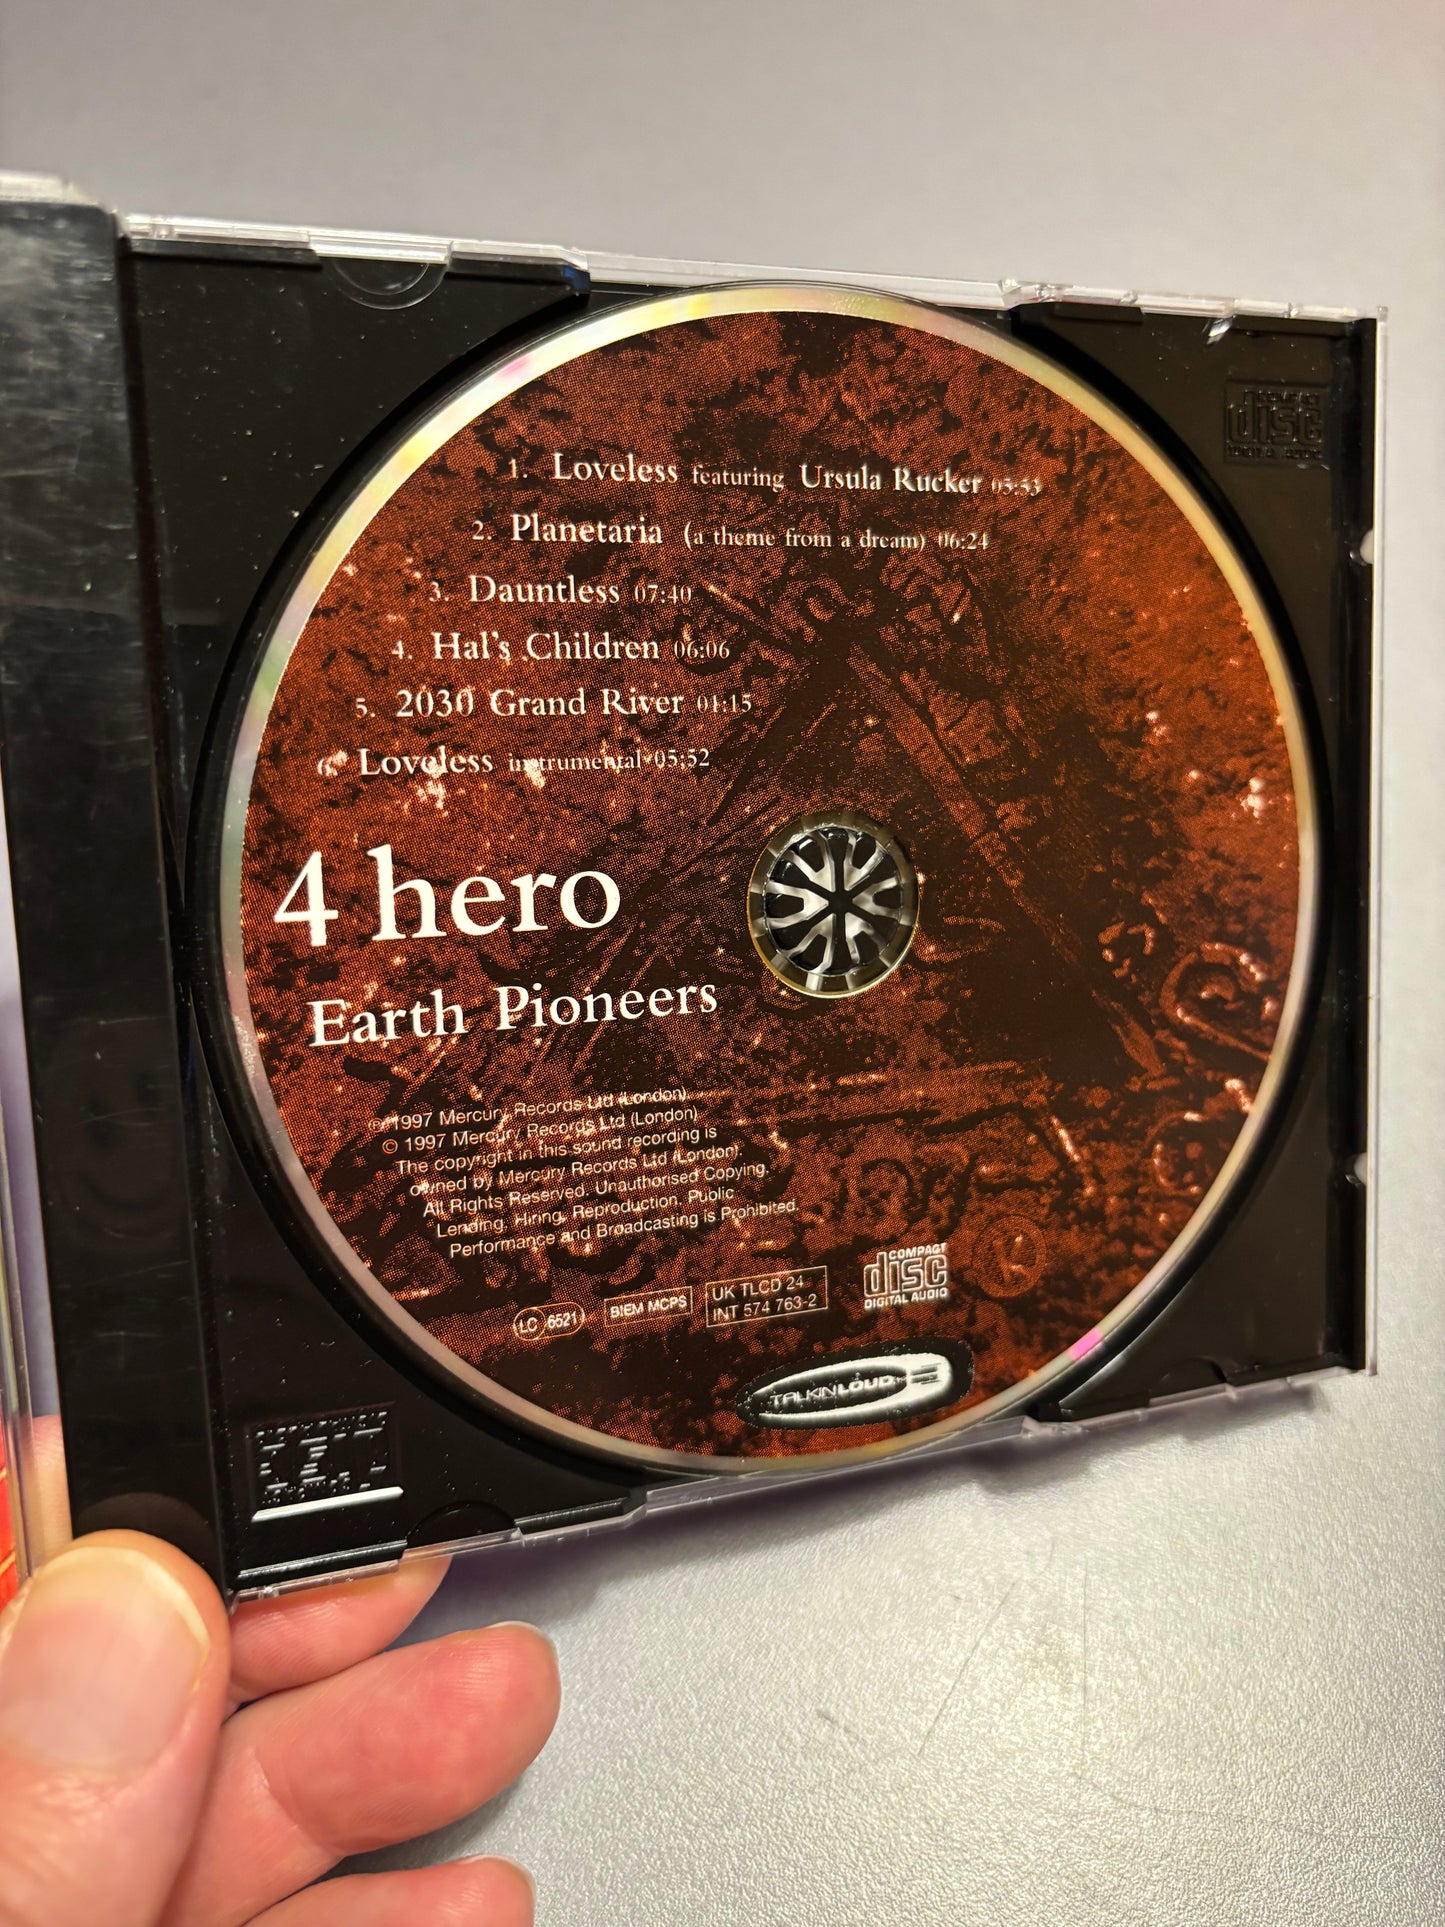 1. Loveless featuring Ursula Rucker 05:53
2. Planetaria (a theme from a dream) 06:24
3. Dauntless 07:40
4. Hal's Children 06:06
5. 2030 Grand River 01:15
6. Loveless instrumental 05:52
4 hero
Earth Pioneers
℗ 1997 Mercury Records Ltd (London).
© 1997 Mercury Records Ltd (London)
The copyright in this sound recording is
owned by Mercury Records Ltd (London).
All Rights Reserved. Unauthorised Copying,
Lending, Hiring, Reproduction, Public
Performance and Broadcasting is Prohibited.
LC 6521
BIEM MCPS
UK TLCD 24
INT 574 763-2
COMPACT
disc
DIGITAL AUDIO
TALKIN LOUD
disc